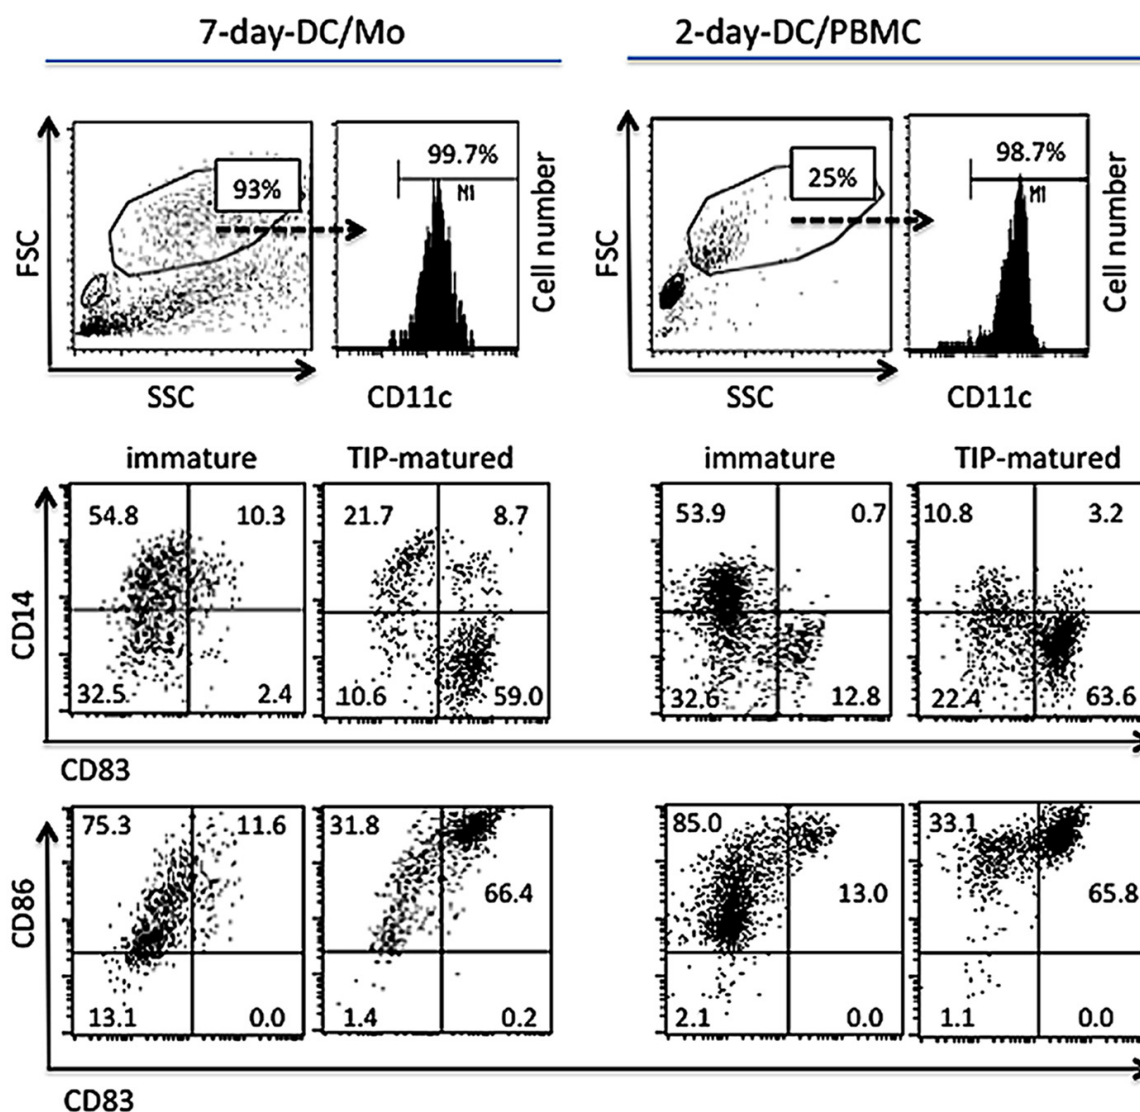 7-day-DC/Mo
2-day-DC/PBMC
93%
99.7%
M1
25%
98.7%
M1
FSC
Cell number
FSC
Cell number
SSC
CD11c
SSC
CD11c
immature
TIP-matured
immature
TIP-matured
54.8
10.3
21.7
8.7
53.9
0.7
10.8
3.2
CD14
32.5
2.4
10.6
59.0
32.6
12.8
22.4
63.6
CD83
75.3
11.6
31.8
85.0
33.1
66.4
13.0
65.8
CD86
13.1
0.0
1.4
0.2
2.1
0.0
1.1
0.0
CD83